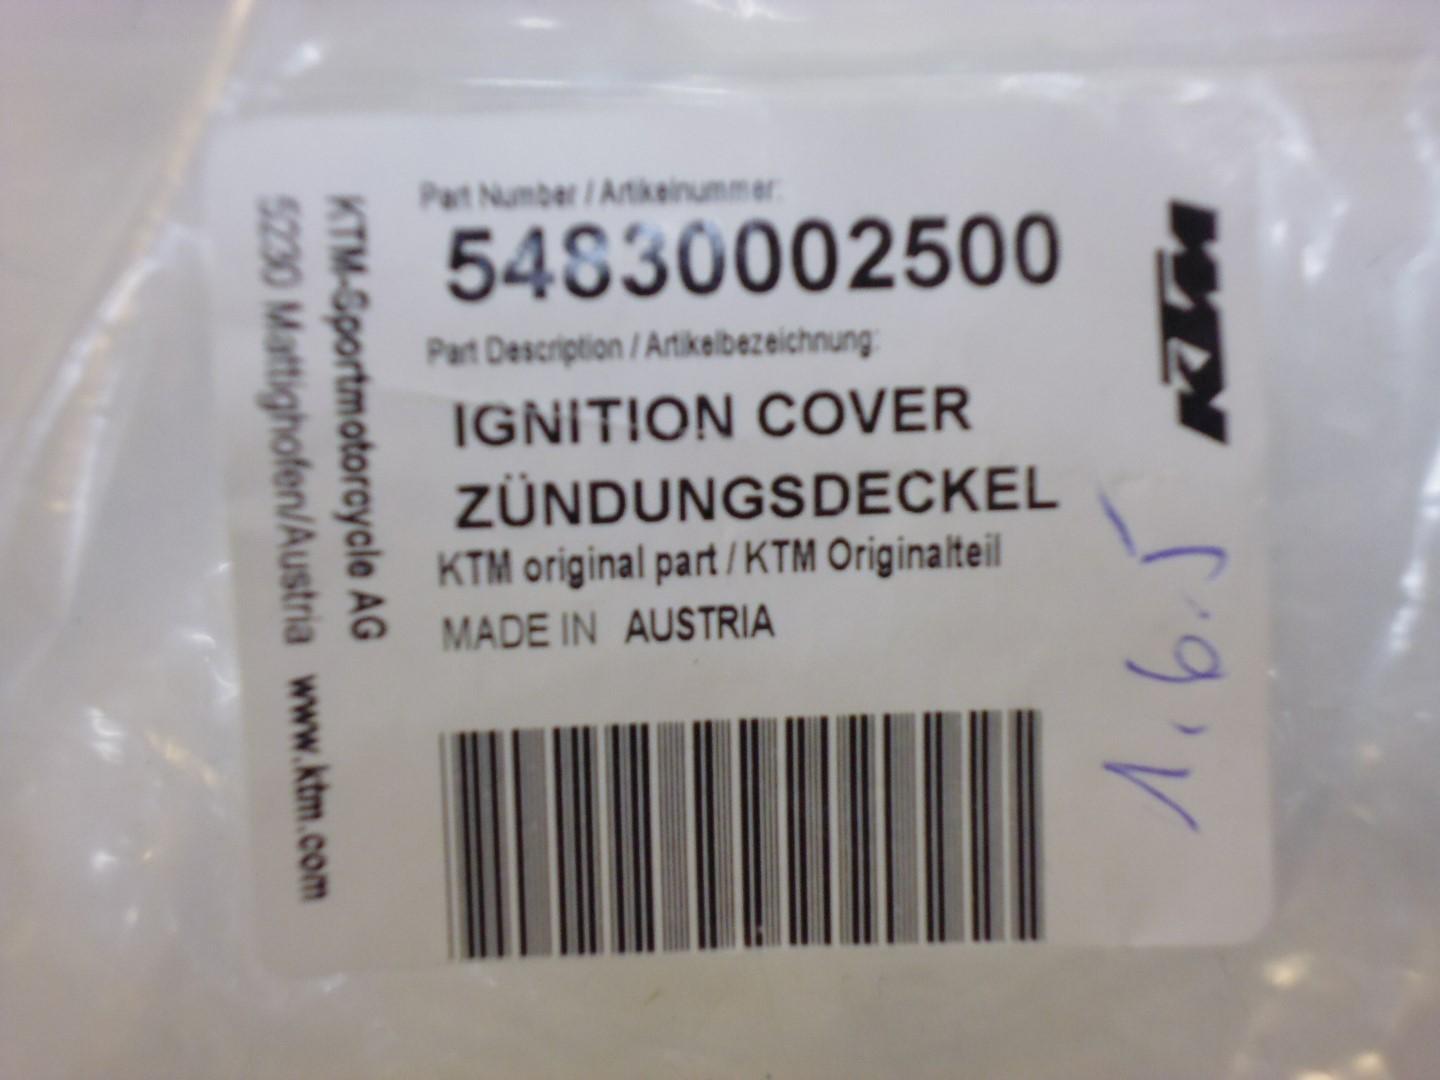 Part Number / Artikelnummer:
54830002500
Part Description / Artikelbezeichnung:
IGNITION COVER
ZÜNDUNGSDECKEL
KTM original part / KTM Originalteil
MADE IN AUSTRIA
KTM-Sportmotorcycle AG
5230 Mattighofen/Austria www.ktm.com
KTM
1.6.5